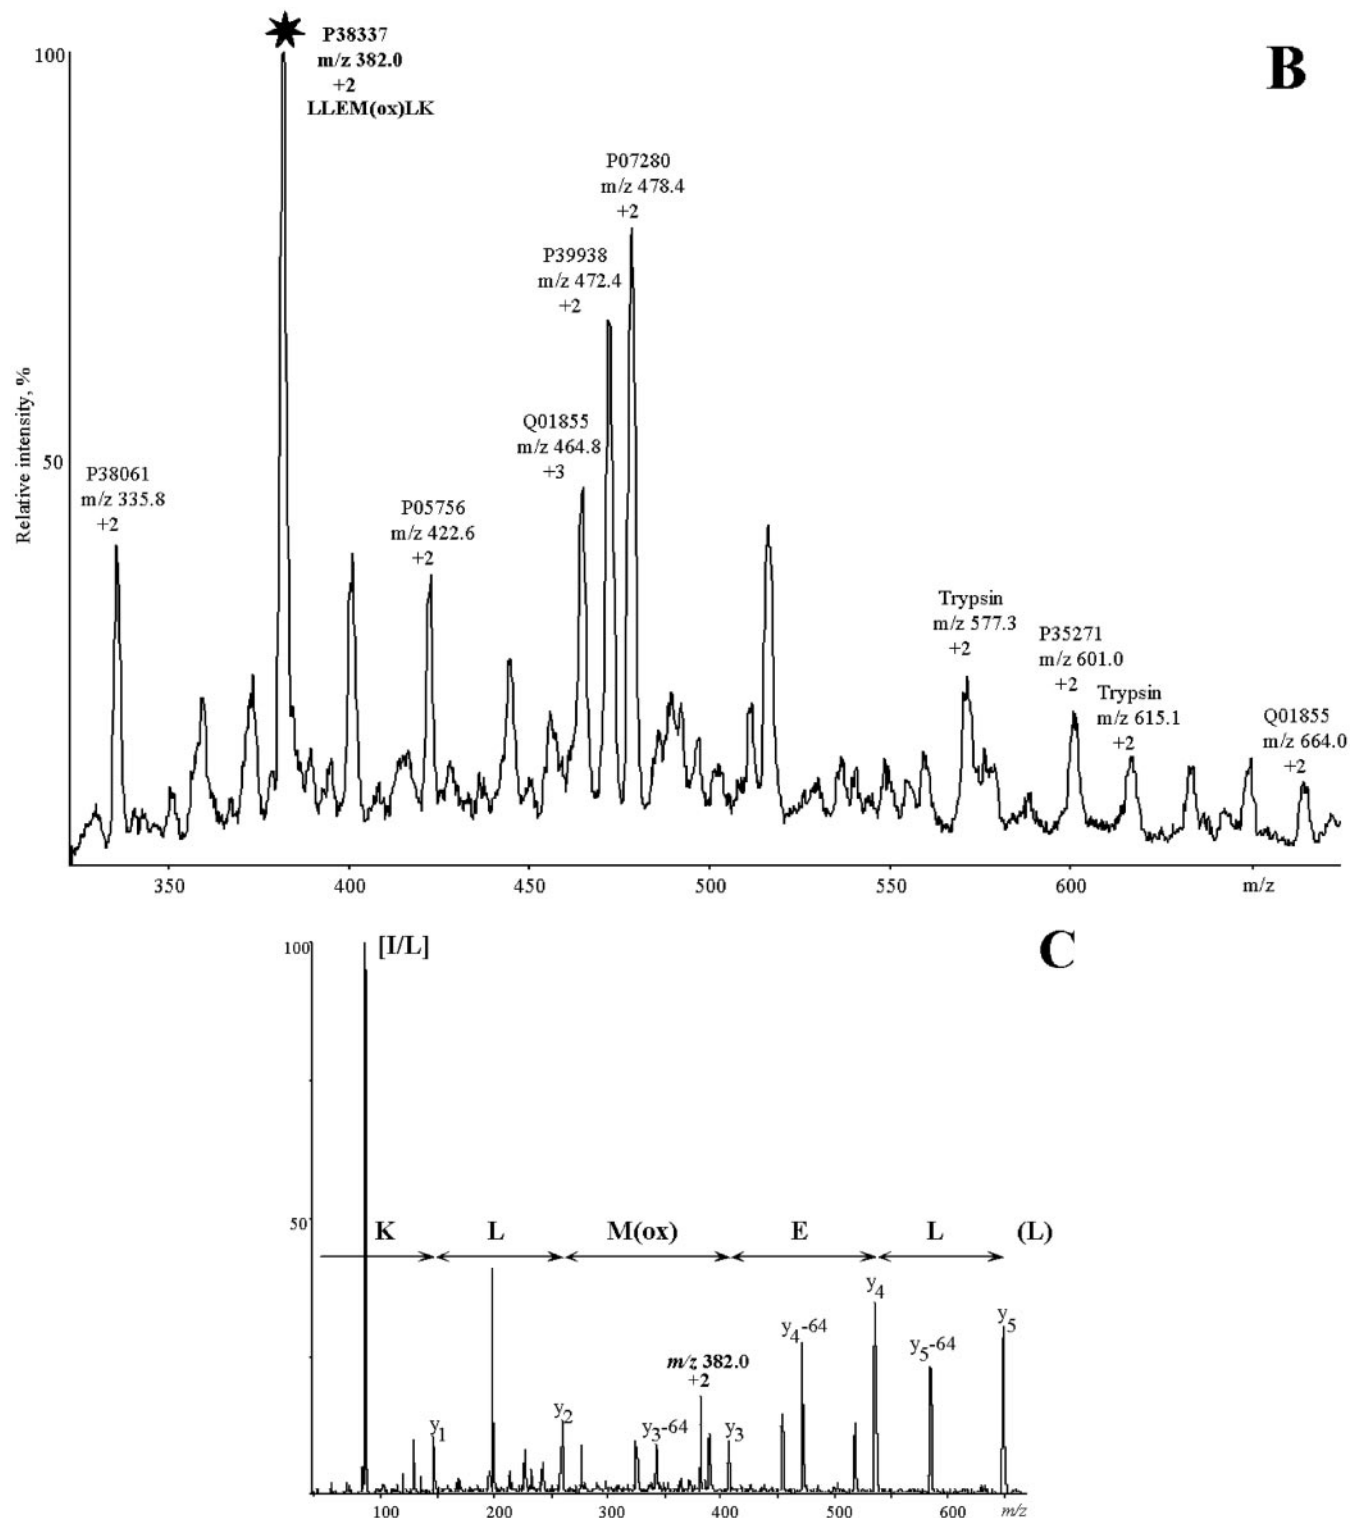 B
P38337
m/z 382.0
+2
LLEM(ox)LK
100
P07280
m/z 478.4
+2
P39938
m/z 472.4
+2
Q01855
m/z 464.8
+3
Relative intensity, %
50
P38061
m/z 335.8
+2
P05756
m/z 422.6
+2
Trypsin
m/z 577.3
+2
P35271
m/z 601.0
+2
Trypsin
m/z 615.1
+2
Q01855
m/z 664.0
+2
350 400 450 500 550 600 m/z
C
100 [I/L]
50
K L M(ox) E L (L)
y4
y4-64
y5
y5-64
m/z 382.0
+2
y1 y2 y3-64 y3
100 200 300 400 500 600 m/z